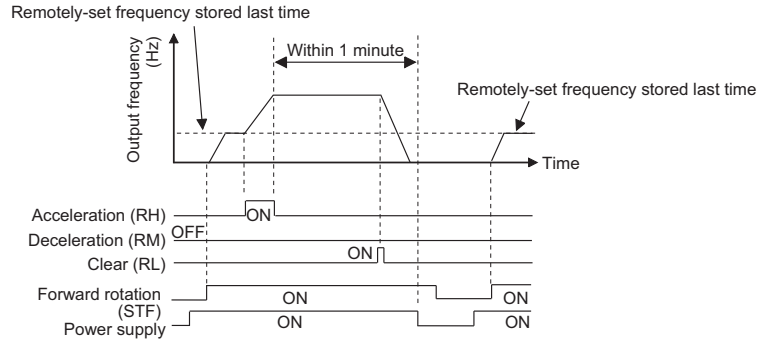 Remotely-set frequency stored last time
Output frequency
(Hz)
Within 1 minute
Remotely-set frequency stored last time
Time
Acceleration (RH)
ON
Deceleration (RM)
OFF
Clear (RL)
ON
Forward rotation
(STF)
ON
ON
Power supply
ON
ON